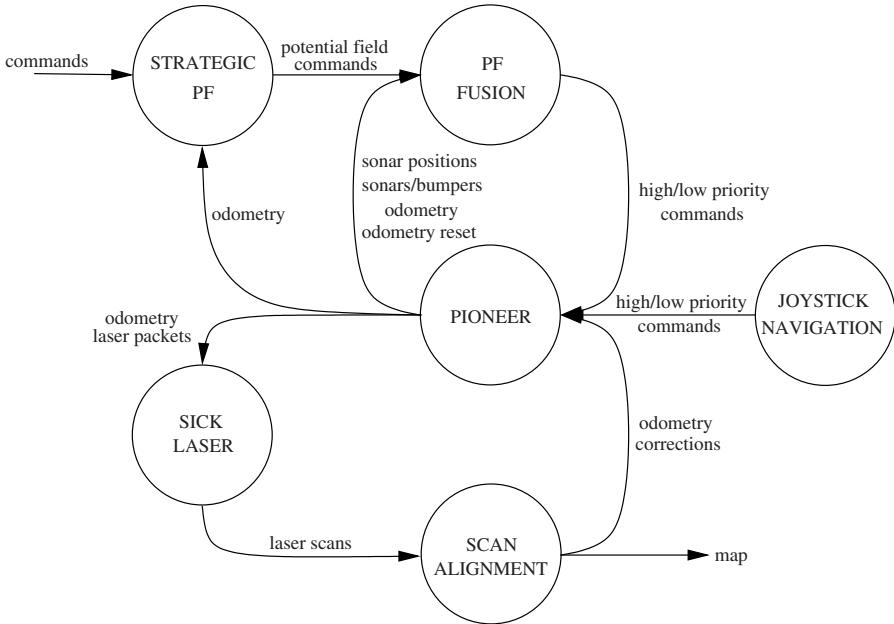 commands
STRATEGIC
PF
potential field
commands
PF
FUSION
sonar positions
sonars/bumpers
odometry
odometry reset
odometry
high/low priority
commands
PIONEER
high/low priority
commands
JOYSTICK
NAVIGATION
odometry
laser packets
SICK
LASER
odometry
corrections
laser scans
SCAN
ALIGNMENT
map